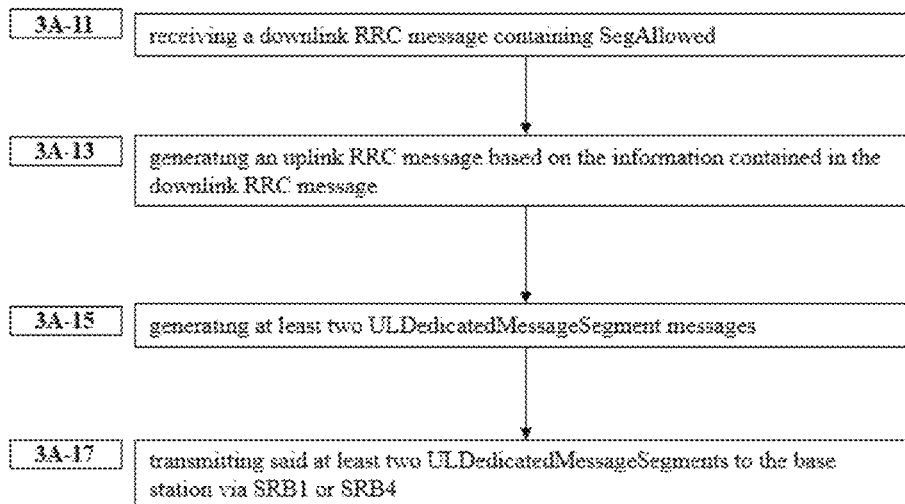 3A-11
receiving a downlink RRC message containing SegAllowed
3A-13
generating an uplink RRC message based on the information contained in the
downlink RRC message
3A-15
generating at least two ULDedicatedMessageSegment messages
3A-17
transmitting said at least two ULDedicatedMessageSegments to the base
station via SRB1 or SRB4